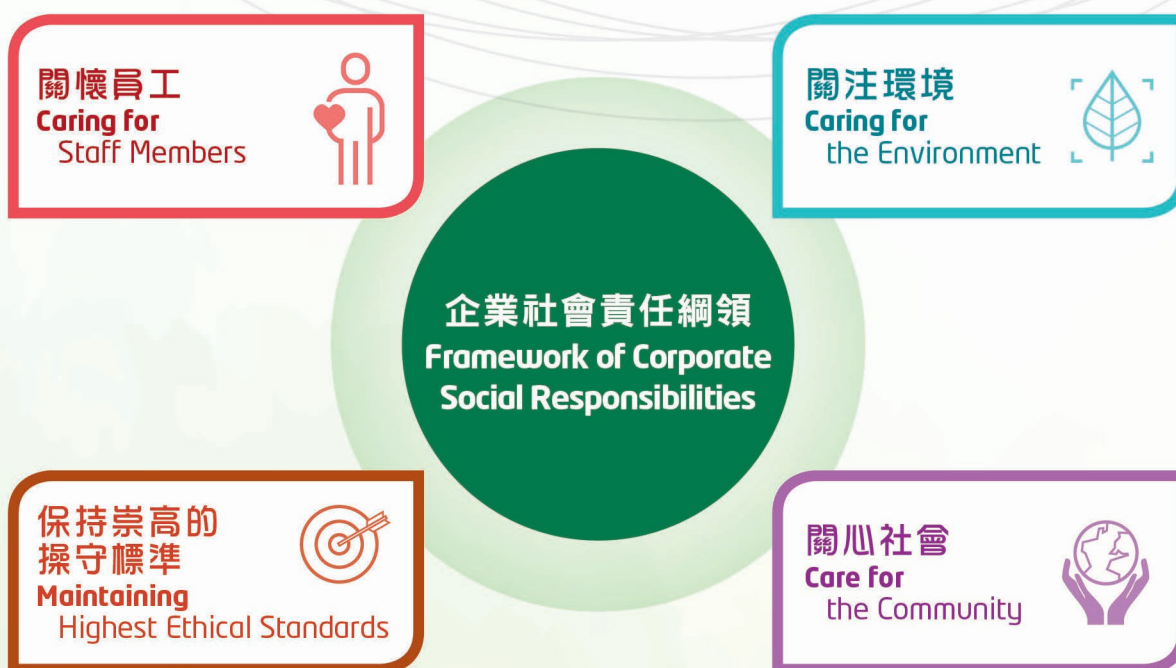 關懷員工
Caring for
Staff Members
關注環境
Caring for
the Environment
企業社會責任綱領
Framework of Corporate
Social Responsibilities
保持崇高的
操守標準
Maintaining
Highest Ethical Standards
關心社會
Care for
the Community